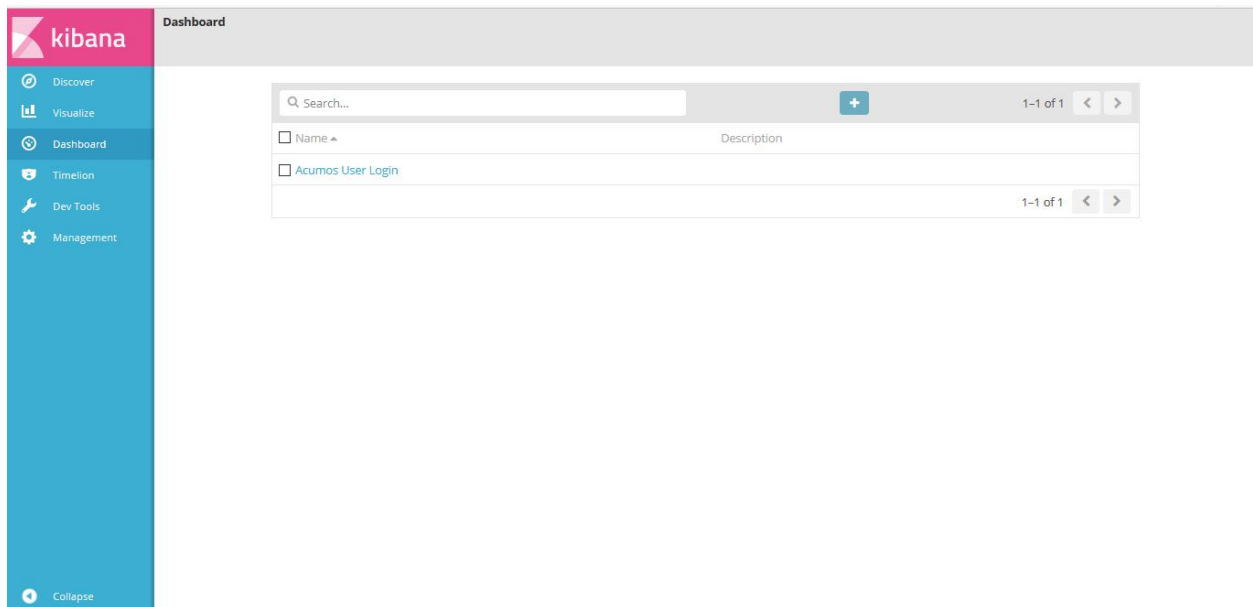 kibana
Dashboard
Discover
Visualize
Dashboard
Timelion
Dev Tools
Management
Collapse
Search...
1–1 of 1
Name Description
Acumos User Login
1–1 of 1